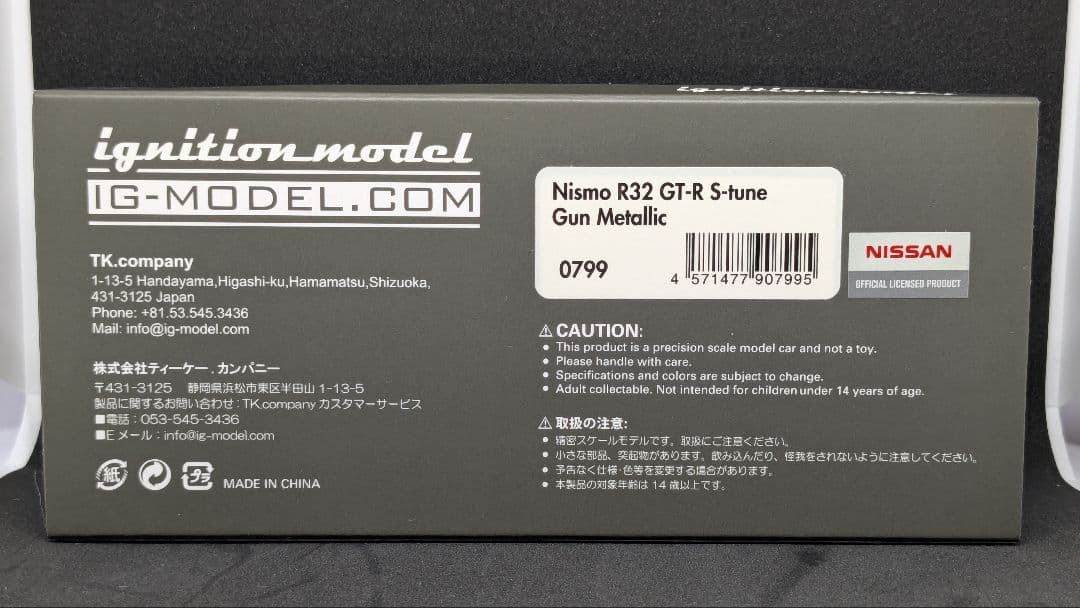 ignition model
IG-MODEL.COM
TK.company
1-13-5 Handayama,Higashi-ku,Hamamatsu,Shizuoka,
431-3125 Japan
Phone: +81.53.545.3436
Mail: info@ig-model.com
株式会社ティーケー.カンパニー
〒431-3125 静岡県浜松市東区半田山1-13-5
製品に関するお問い合わせ:TK.company カスタマーサービス
■電話:053-545-3436
■Eメール:info@ig-model.com
紙 プラ MADE IN CHINA
ignition model
Nismo R32 GT-R S-tune
Gun Metallic
0799
4 571477 907995
NISSAN
OFFICIAL LICENSED PRODUCT
⚠ CAUTION:
● This product is a precision scale model car and not a toy.
● Please handle with care.
● Specifications and colors are subject to change.
● Adult collectable. Not intended for children under 14 years of age.
⚠ 取扱の注意:
● 精密スケールモデルです。取扱にご注意ください。
● 小さな部品、突起物があります。飲み込んだり、怪我をされないように注意してください。
● 予告なく仕様・色等を変更する場合があります。
● 本製品の対象年齢は14歳以上です。